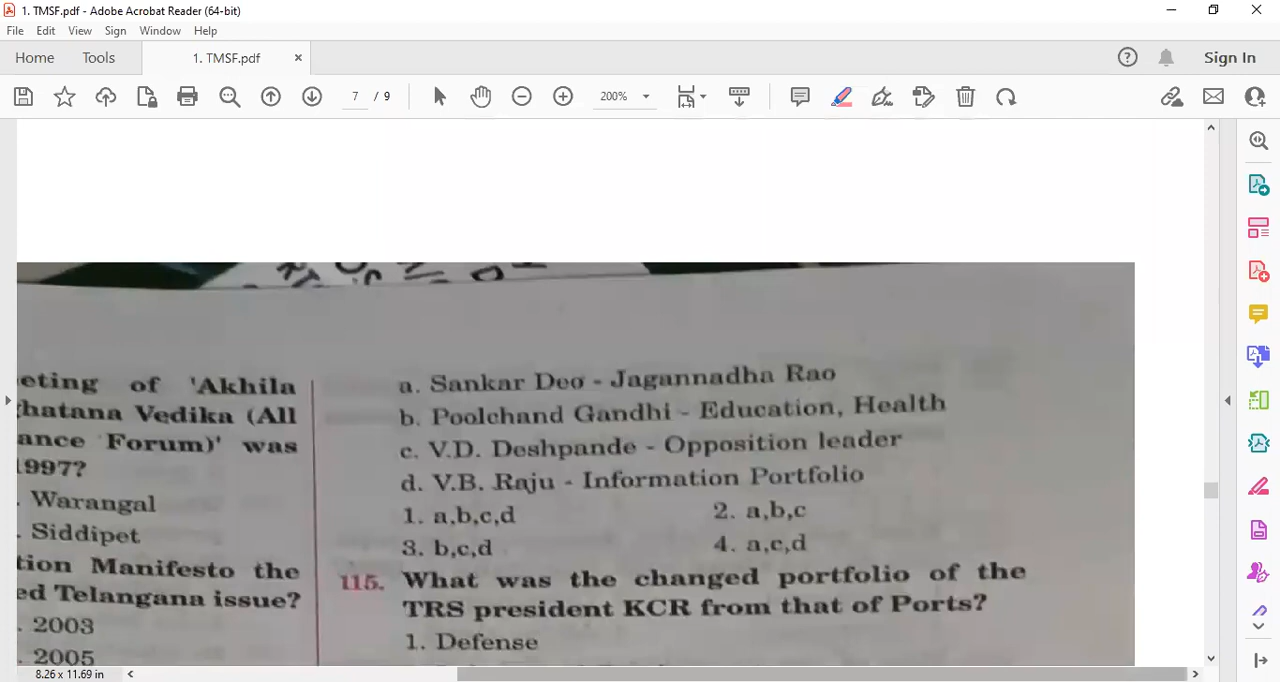 1. TMSF.pdf - Adobe Acrobat Reader (64-bit)
File Edit View Sign Window Help
Home Tools 1. TMSF.pdf × Sign In
7 / 9 200%
eting of 'Akhila
hatana Vedika (All
ance Forum)' was
1997?
. Warangal
. Siddipet
tion Manifesto the
ed Telangana issue?
. 2003
. 2005
a. Sankar Deo - Jagannadha Rao
b. Poolchand Gandhi - Education, Health
c. V.D. Deshpande - Opposition leader
d. V.B. Raju - Information Portfolio
1. a,b,c,d 2. a,b,c
3. b,c,d 4. a,c,d
115. What was the changed portfolio of the
TRS president KCR from that of Ports?
1. Defense
8.26 x 11.69 in